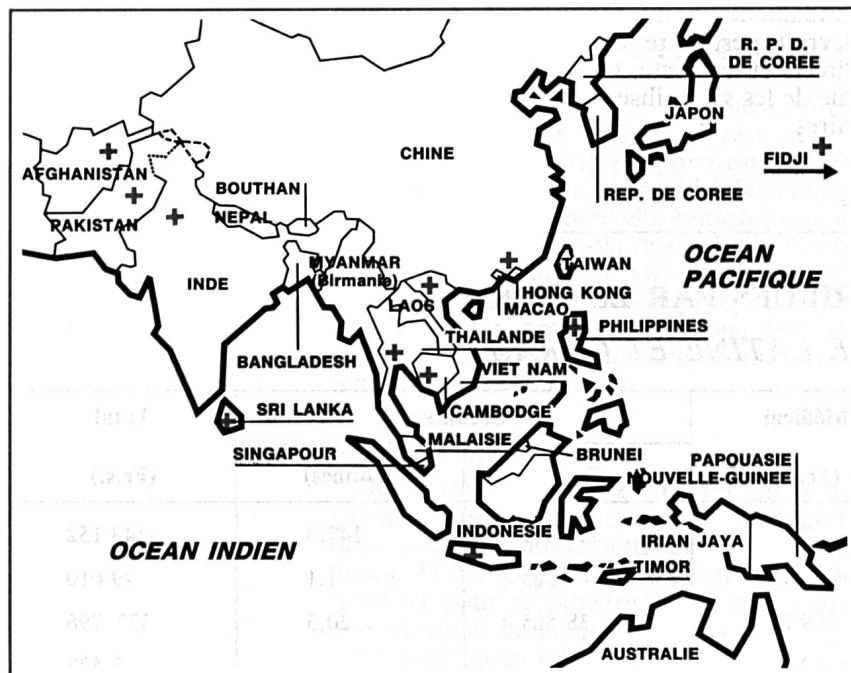 R. P. D.
DE COREE
JAPON
FIDJI
CHINE
AFGHANISTAN
BOUTHAN
REP. DE COREE
PAKISTAN
NEPAL
OCEAN
PACIFIQUE
MYANMAR
(Birmanie)
TAIWAN
INDE
LAOS
HONG KONG
MACAO
THAILANDE
PHILIPPINES
BANGLADESH
VIET NAM
SRI LANKA
CAMBODGE
MALAISIE
SINGAPOUR
BRUNEI
PAPOUASIE
NOUVELLE-GUINEE
INDONESIE
IRIAN JAYA
OCEAN INDIEN
TIMOR
AUSTRALIE